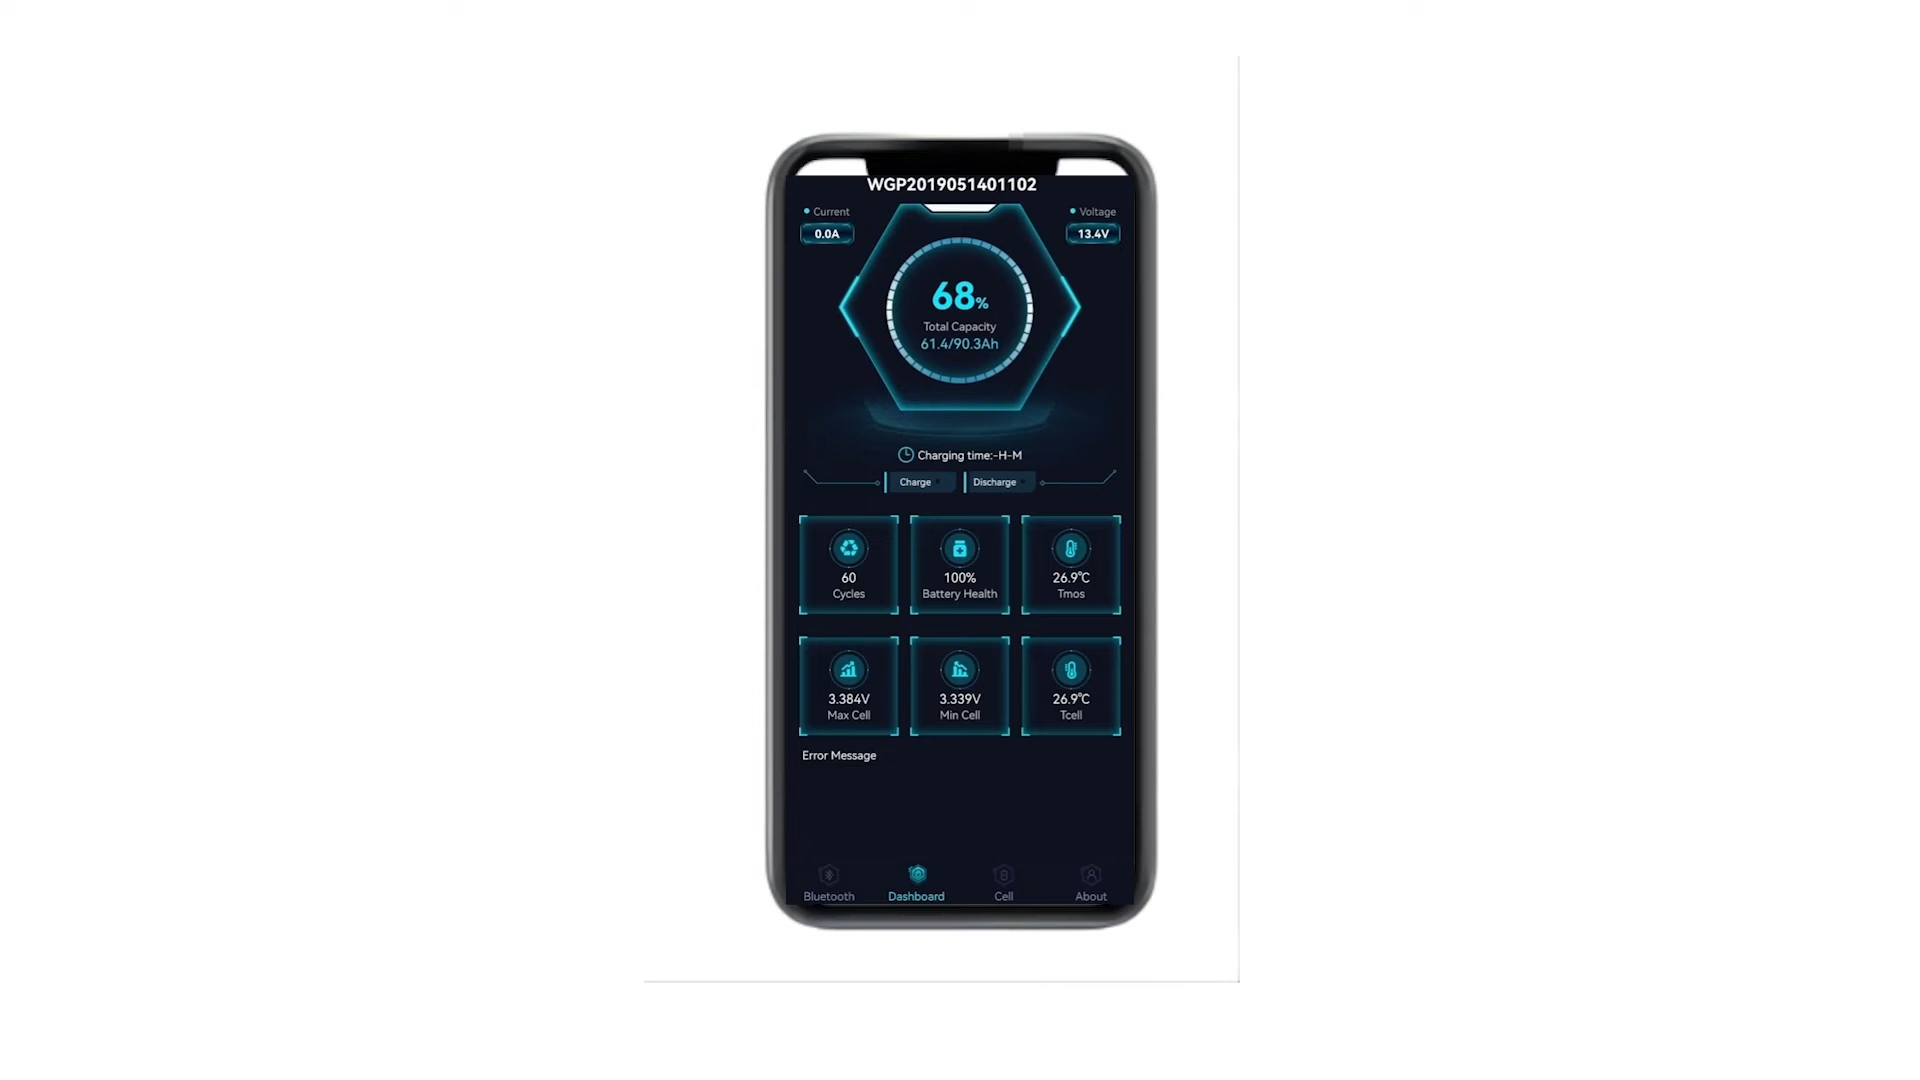 WGP2019051401102
Current
Voltage
0.0A
13.4V
68%
Total Capacity
61.4/90.3Ah
Charging time:-H-M
Charge
Discharge
60
Cycles
100%
Battery Health
26.9℃
Tmos
3.384V
Max Cell
3.339V
Min Cell
26.9℃
Tcell
Error Message
Bluetooth
Dashboard
Cell
About